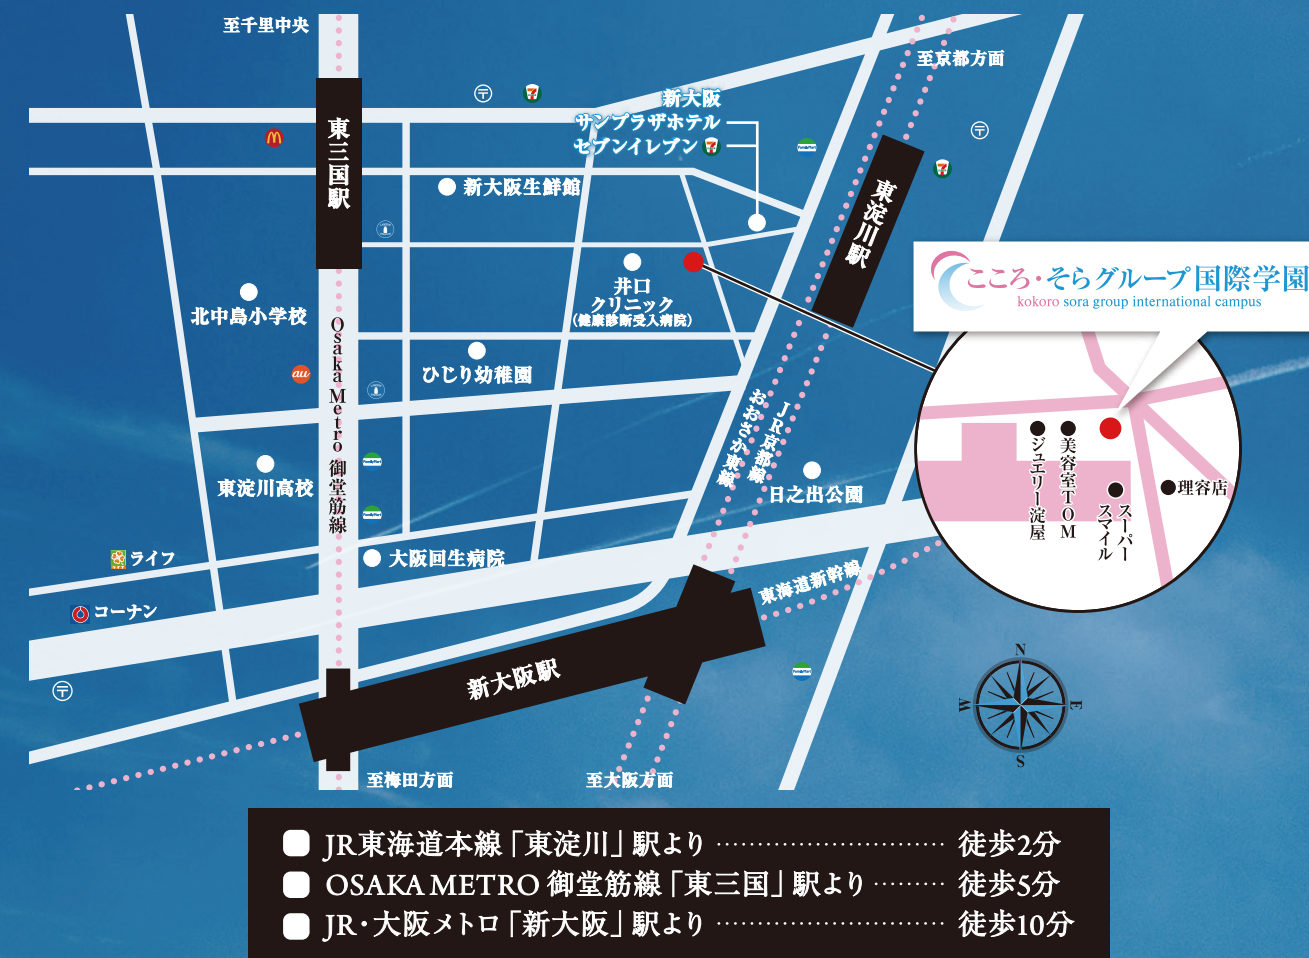 至千里中央
至京都方面
新大阪
サンプラザホテル
セブンイレブン
東三国駅
新大阪生鮮館
東淀川駅
こころ・そらグループ国際学園
kokoro sora group international campus
井口
クリニック
(健康診断受入病院)
北中島小学校
Osaka Metro 御堂筋線
au
ひじり幼稚園
JR京都線
おおさか東線
ジュエリー淀屋
美容室TOM
スーパー
スマイル
理容店
東淀川高校
日之出公園
FamilyMart
FamilyMart
FamilyMart
FamilyMart
ライフ
大阪回生病院
東海道新幹線
コーナン
新大阪駅
N
W
E
S
至梅田方面
至大阪方面
JR東海道本線「東淀川」駅より ………………………… 徒歩2分
OSAKA METRO 御堂筋線「東三国」駅より ……… 徒歩5分
JR・大阪メトロ「新大阪」駅より ………………………… 徒歩10分